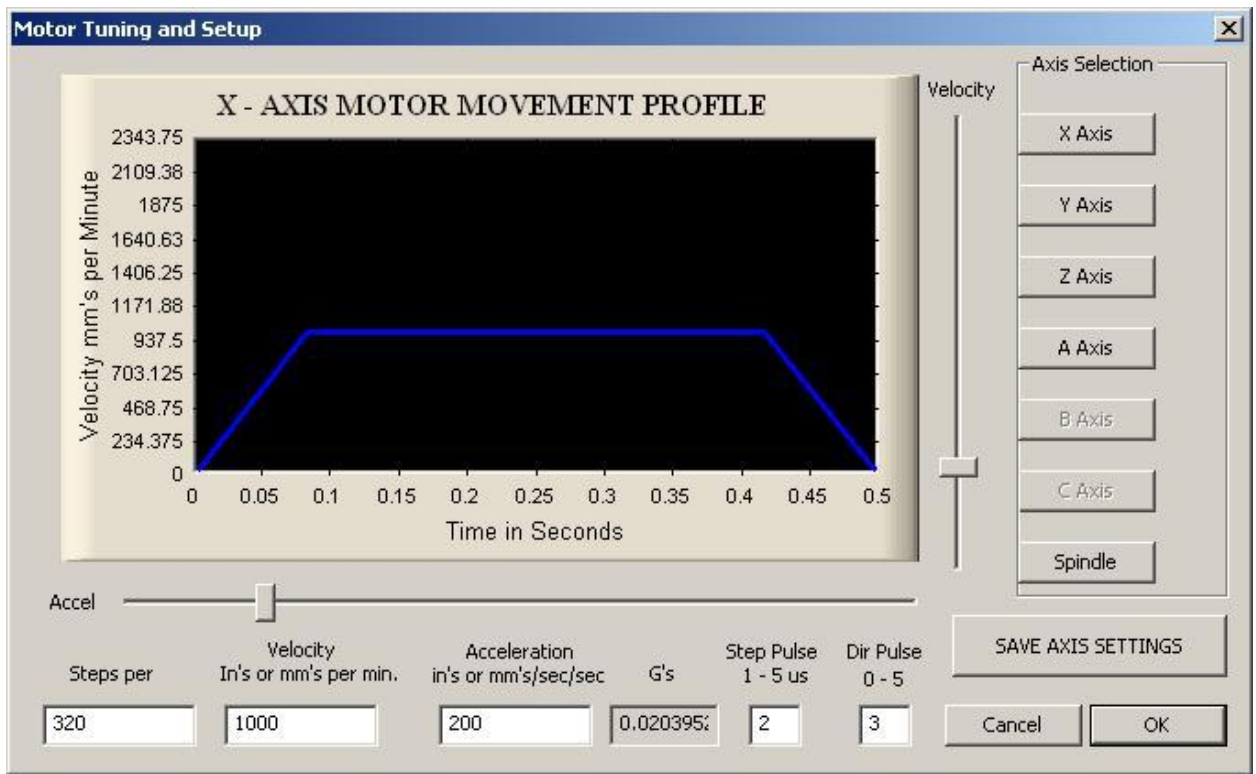 Motor Tuning and Setup
X - AXIS MOTOR MOVEMENT PROFILE
Velocity mm's per Minute
2343.75
2109.38
1875
1640.63
1406.25
1171.88
937.5
703.125
468.75
234.375
0
0 0.05 0.1 0.15 0.2 0.25 0.3 0.35 0.4 0.45 0.5
Time in Seconds
Velocity
Axis Selection
X Axis
Y Axis
Z Axis
A Axis
B Axis
C Axis
Spindle
Accel
Steps per
320
Velocity
In's or mm's per min.
1000
Acceleration
in's or mm's/sec/sec
200
G's
0.020395
Step Pulse
1 - 5 us
2
Dir Pulse
0 - 5
3
SAVE AXIS SETTINGS
Cancel
OK